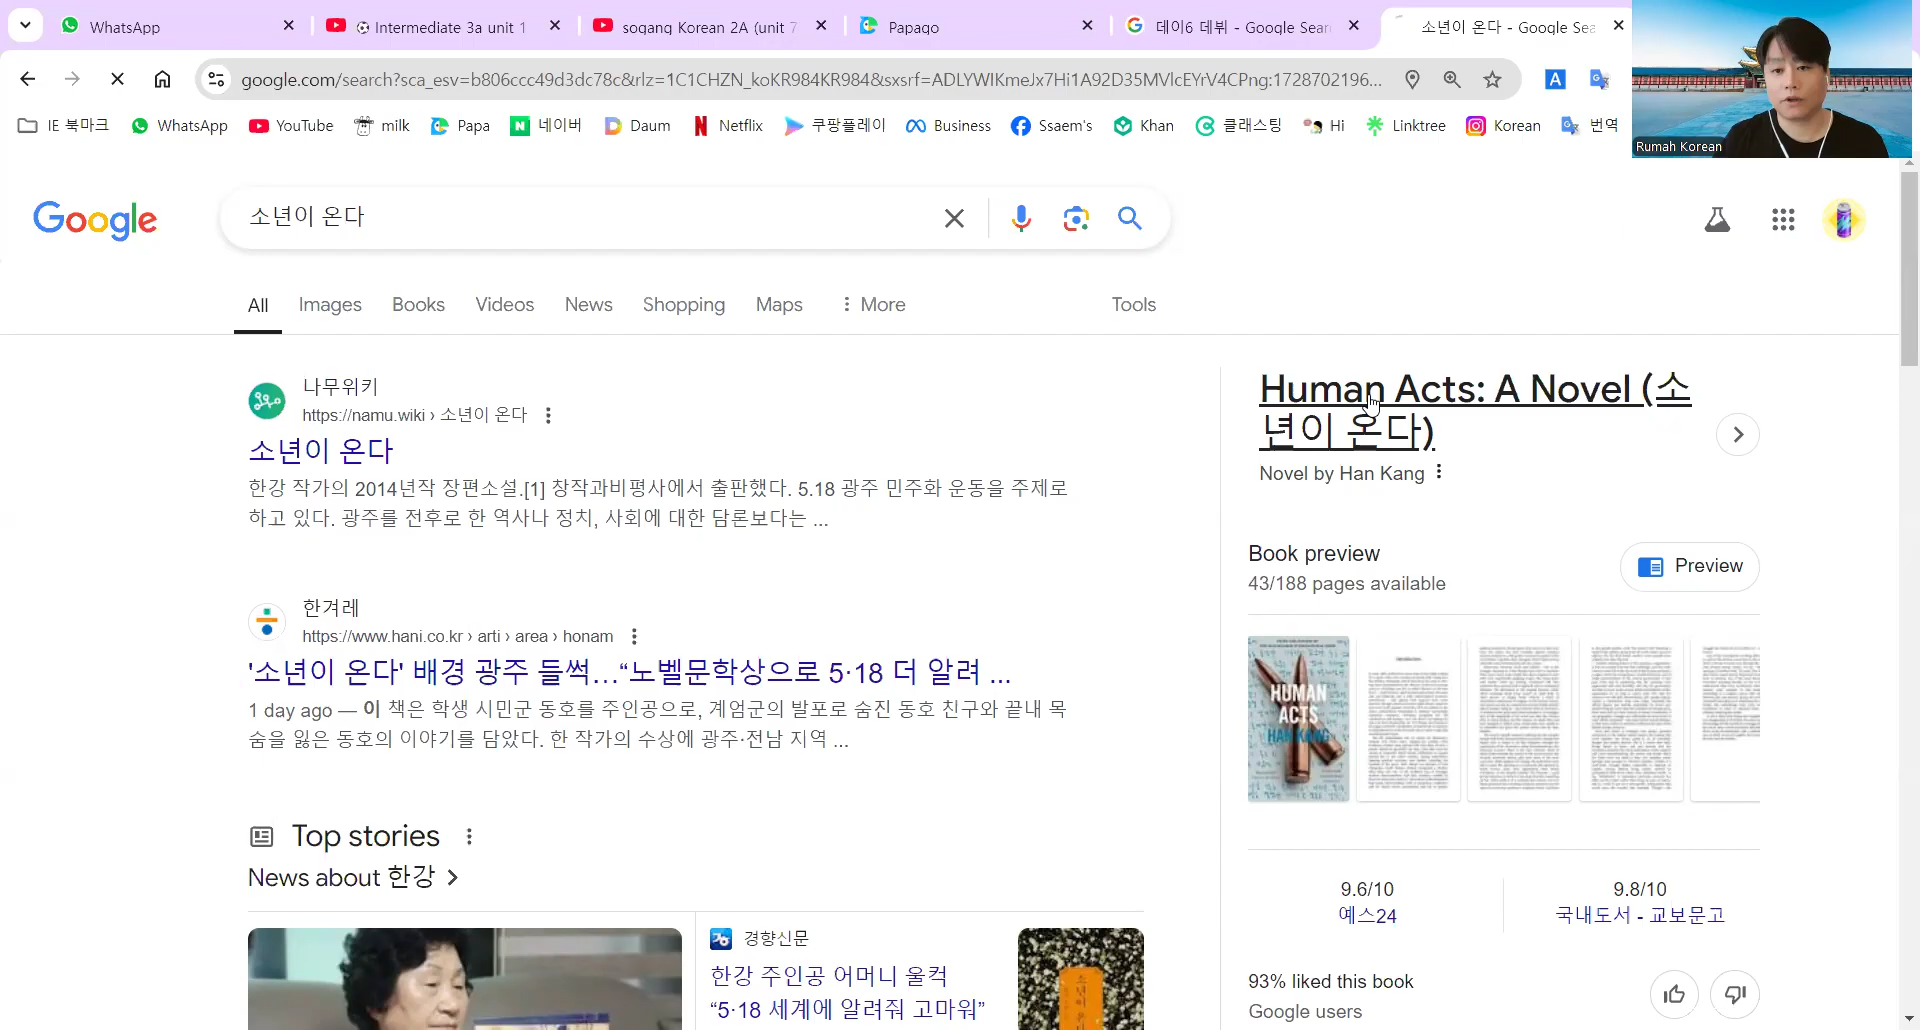 WhatsApp
Intermediate 3a unit 1
sogang Korean 2A (unit 7
Papago
데이6 데뷔 - Google Sear
소년이 온다 - Google Sea
google.com/search?sca_esv=b806ccc49d3dc78c&rlz=1C1CHZN_koKR984KR984&sxsrf=ADLYWIKmeJx7Hi1A92D35MVlcEYrV4CPng:1728702196...
IE 북마크
WhatsApp
YouTube
milk
Papa
네이버
Daum
Netflix
쿠팡플레이
Business
Ssaem's
Khan
클래스팅
Hi
Linktree
Korean
번역
Rumah Korean
Google
소년이 온다
All
Images
Books
Videos
News
Shopping
Maps
More
Tools
나무위키
https://namu.wiki › 소년이 온다
소년이 온다
한강 작가의 2014년작 장편소설.[1] 창작과비평사에서 출판했다. 5.18 광주 민주화 운동을 주제로
하고 있다. 광주를 전후로 한 역사나 정치, 사회에 대한 담론보다는 ...
한겨레
https://www.hani.co.kr › arti › area › honam
'소년이 온다' 배경 광주 들썩…“노벨문학상으로 5·18 더 알려 ...
1 day ago — 이 책은 학생 시민군 동호를 주인공으로, 계엄군의 발포로 숨진 동호 친구와 끝내 목
숨을 잃은 동호의 이야기를 담았다. 한 작가의 수상에 광주·전남 지역 ...
Top stories
News about 한강
경향신문
한강 주인공 어머니 울컥
“5·18 세계에 알려줘 고마워”
Human Acts: A Novel (소
년이 온다)
Novel by Han Kang
Book preview
43/188 pages available
Preview
HUMAN
ACTS
HAN KANG
9.6/10
예스24
9.8/10
국내도서 - 교보문고
93% liked this book
Google users